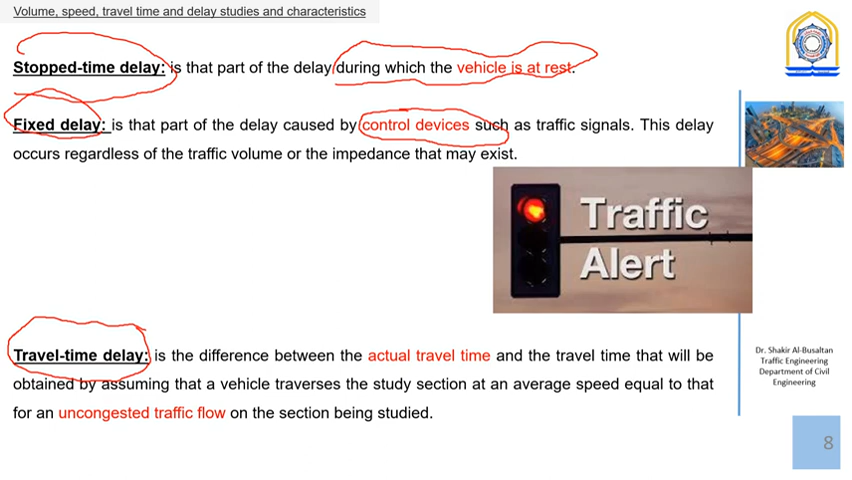 Volume, speed, travel time and delay studies and characteristics
Stopped-time delay: is that part of the delay during which the vehicle is at rest.
Fixed delay: is that part of the delay caused by control devices such as traffic signals. This delay
occurs regardless of the traffic volume or the impedance that may exist.
Traffic
Alert
Travel-time delay: is the difference between the actual travel time and the travel time that will be
obtained by assuming that a vehicle traverses the study section at an average speed equal to that
for an uncongested traffic flow on the section being studied.
Dr. Shakir Al-Busaltan
Traffic Engineering
Department of Civil
Engineering
8